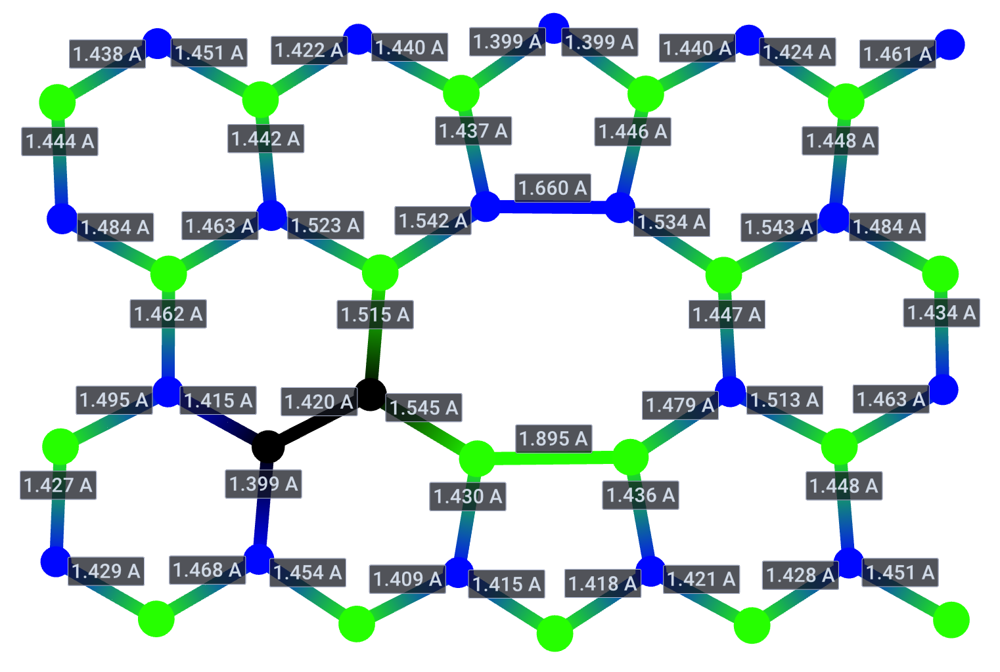 1.438 A
1.451 A
1.422 A
1.440 A
1.399 A
1.399 A
1.440 A
1.424 A
1.461 A
1.444 A
1.442 A
1.437 A
1.446 A
1.448 A
1.660 A
1.484 A
1.463 A
1.523 A
1.542 A
1.534 A
1.543 A
1.484 A
1.462 A
1.515 A
1.447 A
1.434 A
1.495 A
1.415 A
1.420 A
1.545 A
1.479 A
1.513 A
1.463 A
1.895 A
1.427 A
1.399 A
1.430 A
1.436 A
1.448 A
1.429 A
1.468 A
1.454 A
1.409 A
1.415 A
1.418 A
1.421 A
1.428 A
1.451 A